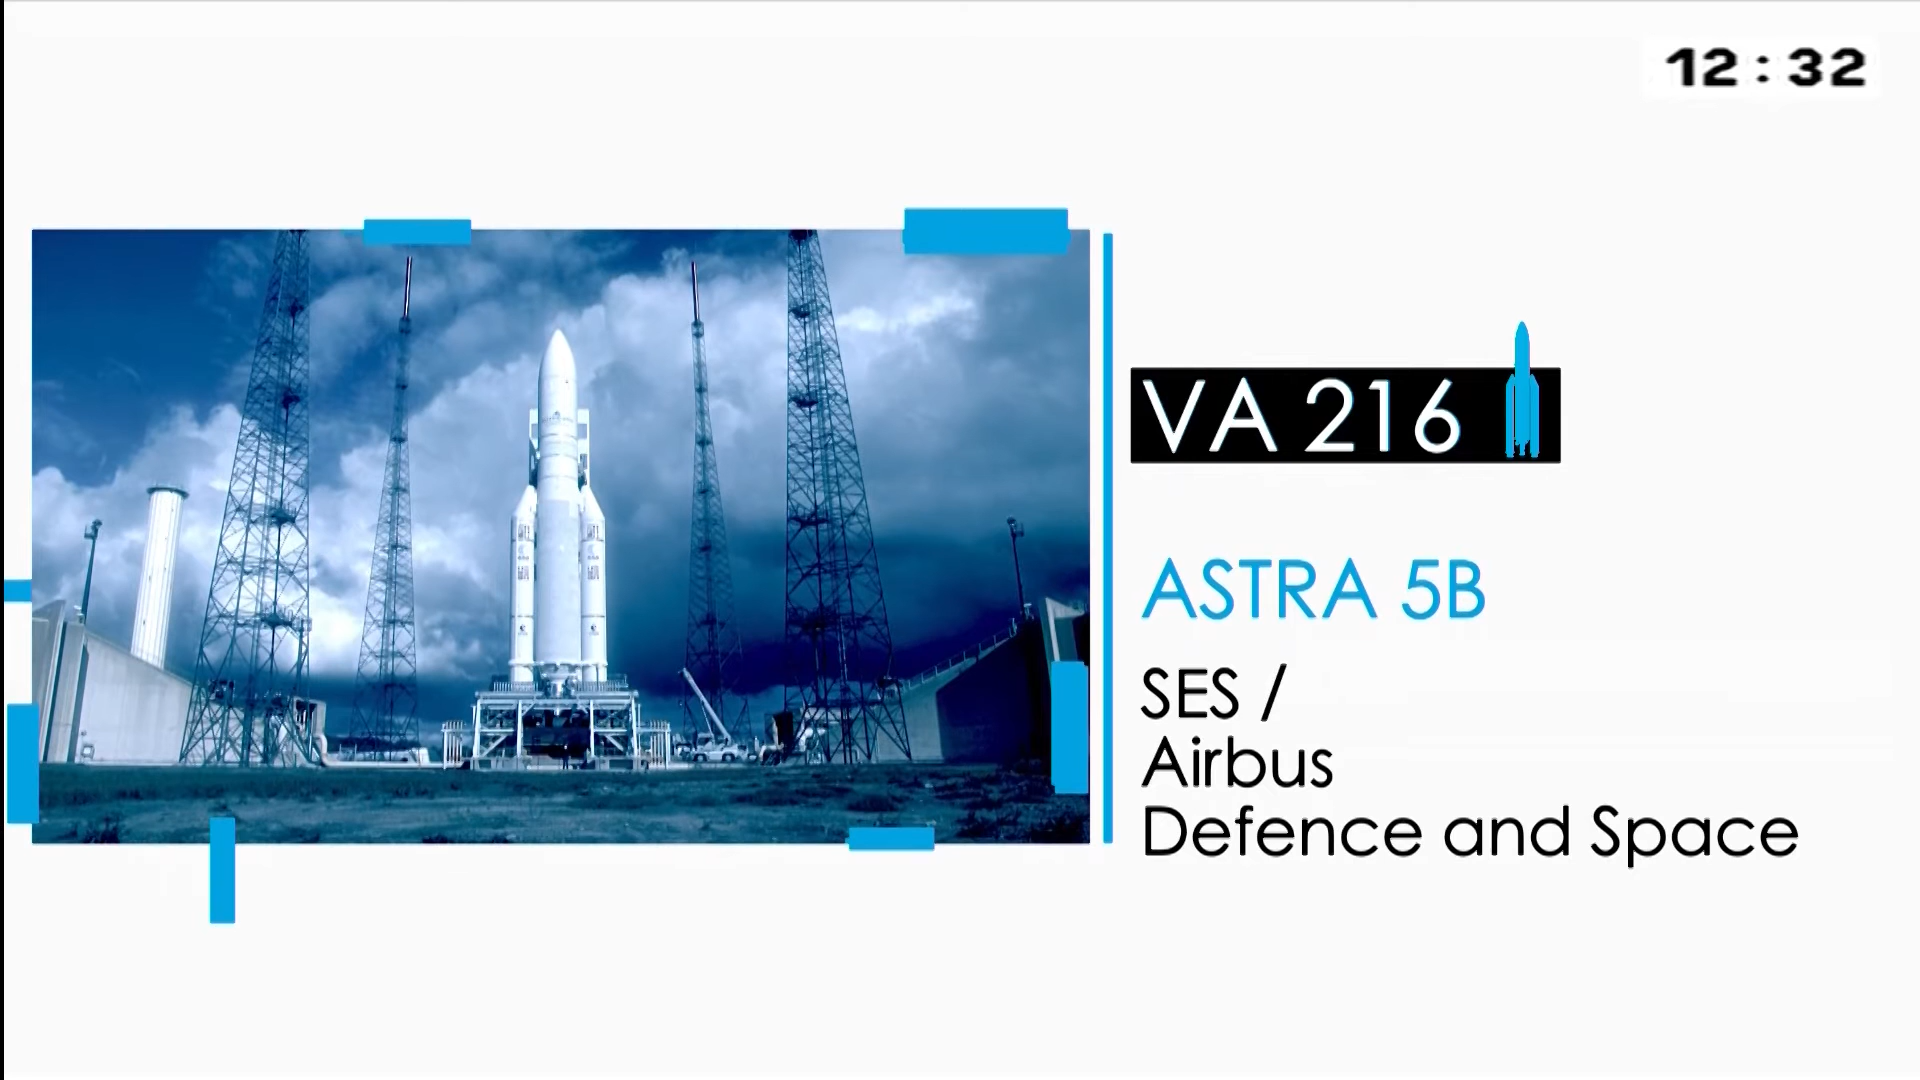 12:32
VA 216
ASTRA 5B
SES /
Airbus
Defence and Space